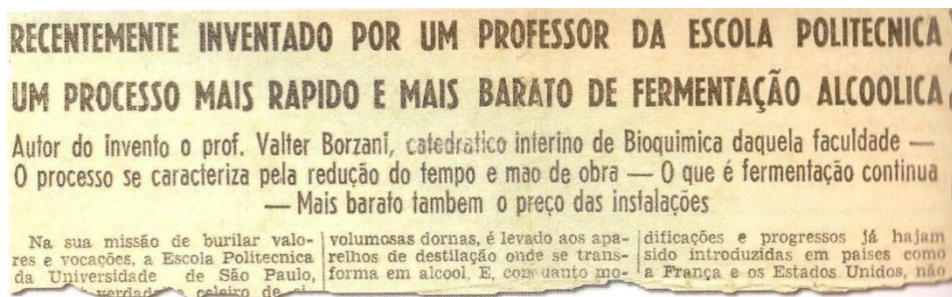 RECENTEMENTE INVENTADO POR UM PROFESSOR DA ESCOLA POLITECNICA
UM PROCESSO MAIS RAPIDO E MAIS BARATO DE FERMENTAÇÃO ALCOOLICA
Autor do invento o prof. Valter Borzani, catedratico interino de Bioquimica daquela faculdade —
O processo se caracteriza pela redução do tempo e mao de obra — O que é fermentação continua
— Mais barato tambem o preço das instalações
Na sua missão de burilar valo-
res e vocações, a Escola Politecnica
da Universidade de São Paulo,
celeiro de
volumosas dornas, é levado aos apa-
relhos de destilação onde se trans-
forma em alcool. E, conquanto mo-
dificações e progressos já hajam
sido introduzidas em países como
a França e os Estados Unidos, não